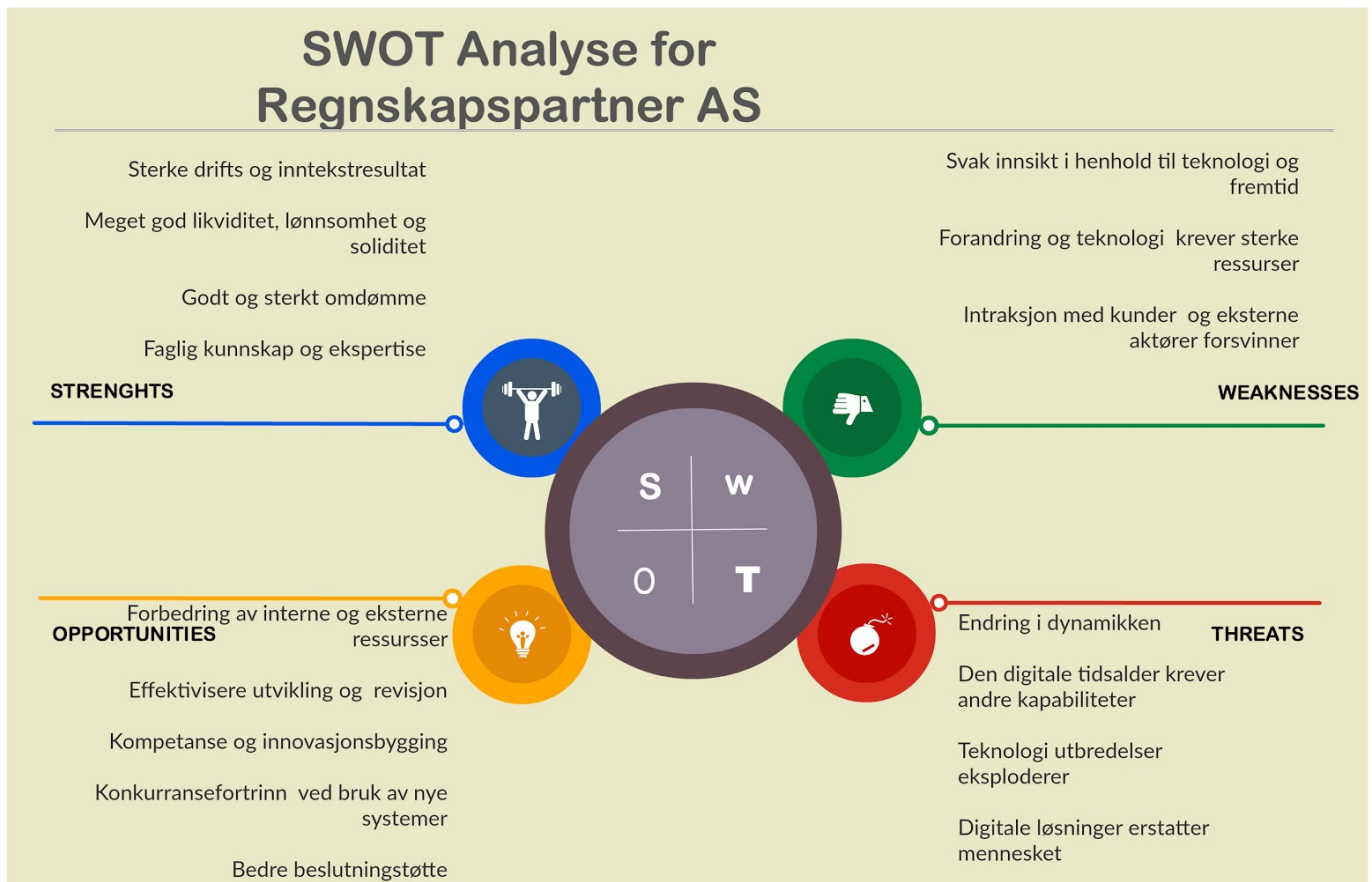 SWOT Analyse for
Regnskapspartner AS
Sterke drifts og inntekstresultat
Meget god likviditet, lønnsomhet og
soliditet
Godt og sterkt omdømme
Faglig kunnskap og ekspertise
STRENGHTS
Svak innsikt i henhold til teknologi og
fremtid
Forandring og teknologi  krever sterke
ressurser
Intraksjon med kunder  og eksterne
aktører forsvinner
WEAKNESSES
S
W
O
T
Forbedring av interne og eksterne
ressursser
OPPORTUNITIES
Effektivisere utvikling og  revisjon
Kompetanse og innovasjonsbygging
Konkurransefortrinn  ved bruk av nye
systemer
Bedre beslutningstøtte
Endring i dynamikken
THREATS
Den digitale tidsalder krever
andre kapabiliteter
Teknologi utbredelser
eksploderer
Digitale løsninger erstatter
mennesket